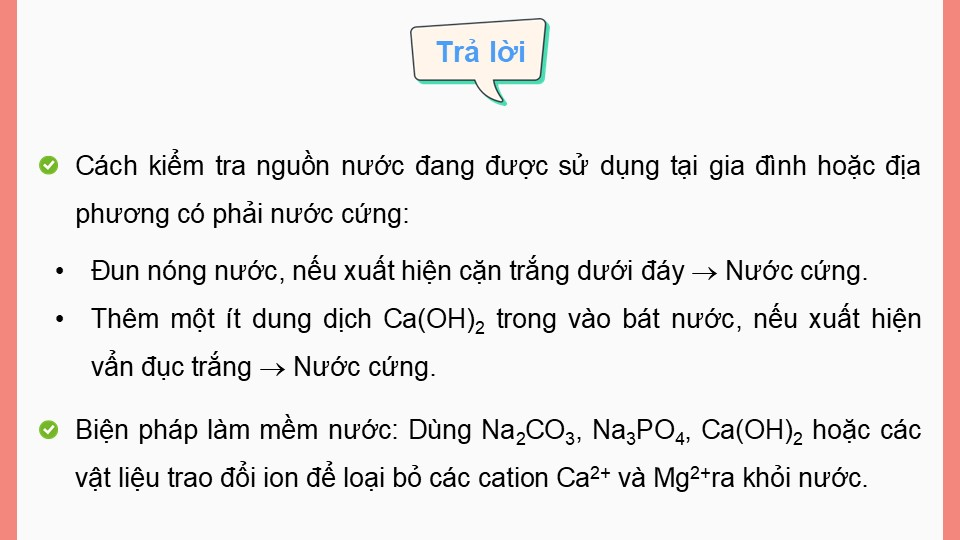 Trả lời
Cách kiểm tra nguồn nước đang được sử dụng tại gia đình hoặc địa
phương có phải nước cứng:
• Đun nóng nước, nếu xuất hiện cặn trắng dưới đáy → Nước cứng.
• Thêm một ít dung dịch Ca(OH)₂ trong vào bát nước, nếu xuất hiện
vẩn đục trắng → Nước cứng.
Biện pháp làm mềm nước: Dùng Na₂CO₃, Na₃PO₄, Ca(OH)₂ hoặc các
vật liệu trao đổi ion để loại bỏ các cation Ca²⁺ và Mg²⁺ra khỏi nước.